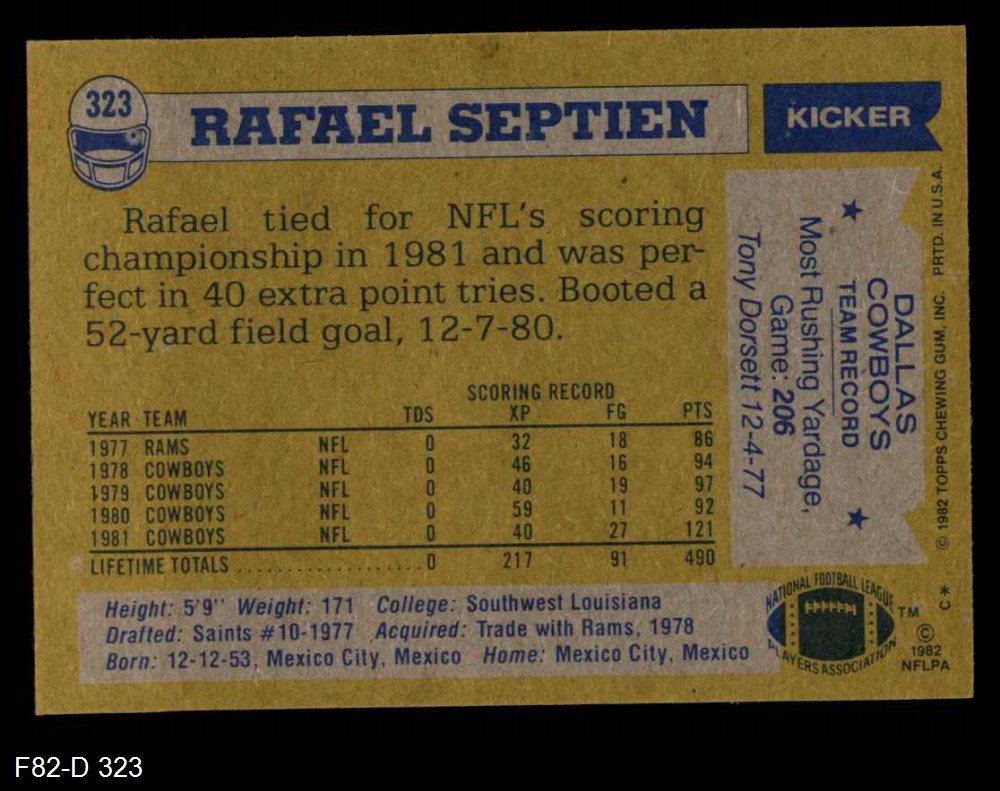 323
RAFAEL SEPTIEN
KICKER
Rafael tied for NFL's scoring
championship in 1981 and was per-
fect in 40 extra point tries. Booted a
52-yard field goal, 12-7-80.
SCORING RECORD
YEAR TEAM TDS XP FG PTS
1977 RAMS NFL 0 32 18 86
1978 COWBOYS NFL 0 46 16 94
1979 COWBOYS NFL 0 40 19 97
1980 COWBOYS NFL 0 59 11 92
1981 COWBOYS NFL 0 40 27 121
LIFETIME TOTALS ..................... 0 217 91 490
Height: 5'9" Weight: 171 College: Southwest Louisiana
Drafted: Saints #10-1977 Acquired: Trade with Rams, 1978
Born: 12-12-53, Mexico City, Mexico Home: Mexico City, Mexico
DALLAS
COWBOYS
★ TEAM RECORD ★
Most Rushing Yardage,
Game: 206
Tony Dorsett 12-4-77
© 1982 TOPPS CHEWING GUM, INC. PRTD. IN U.S.A.
C*
NATIONAL FOOTBALL LEAGUE
PLAYERS ASSOCIATION
TM
©
1982
NFLPA
F82-D 323